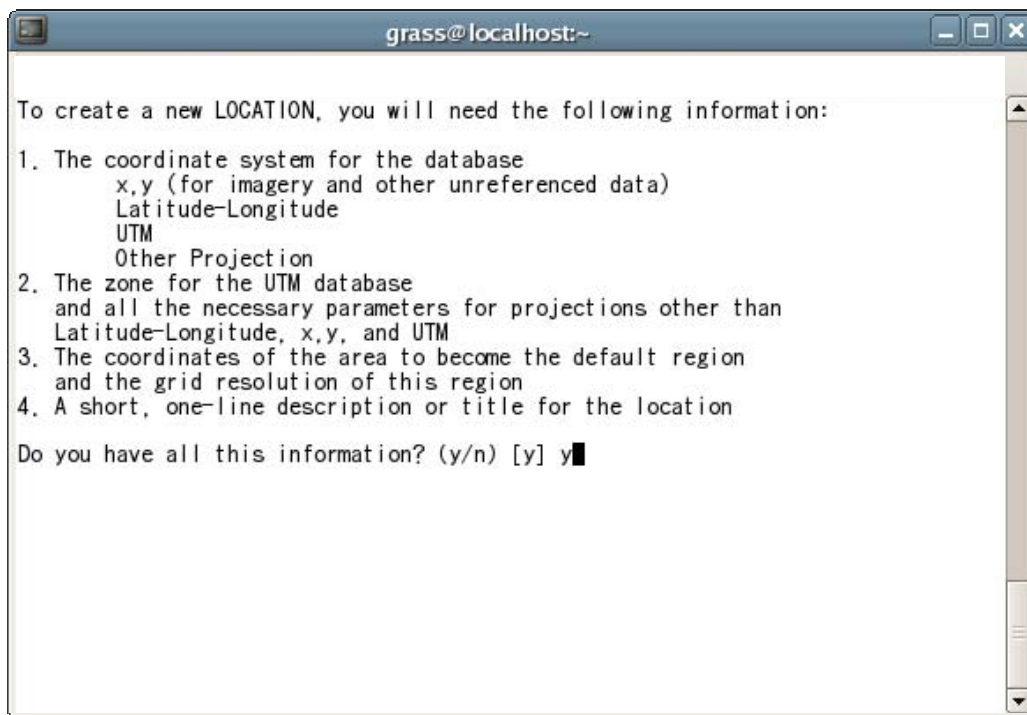 grass@localhost:~
To create a new LOCATION, you will need the following information:
1. The coordinate system for the database
x,y (for imagery and other unreferenced data)
Latitude-Longitude
UTM
Other Projection
2. The zone for the UTM database
and all the necessary parameters for projections other than
Latitude-Longitude, x,y, and UTM
3. The coordinates of the area to become the default region
and the grid resolution of this region
4. A short, one-line description or title for the location
Do you have all this information? (y/n) [y] y